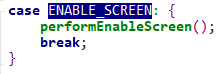 case ENABLE_SCREEN: {
    performEnableScreen();
    break;
}